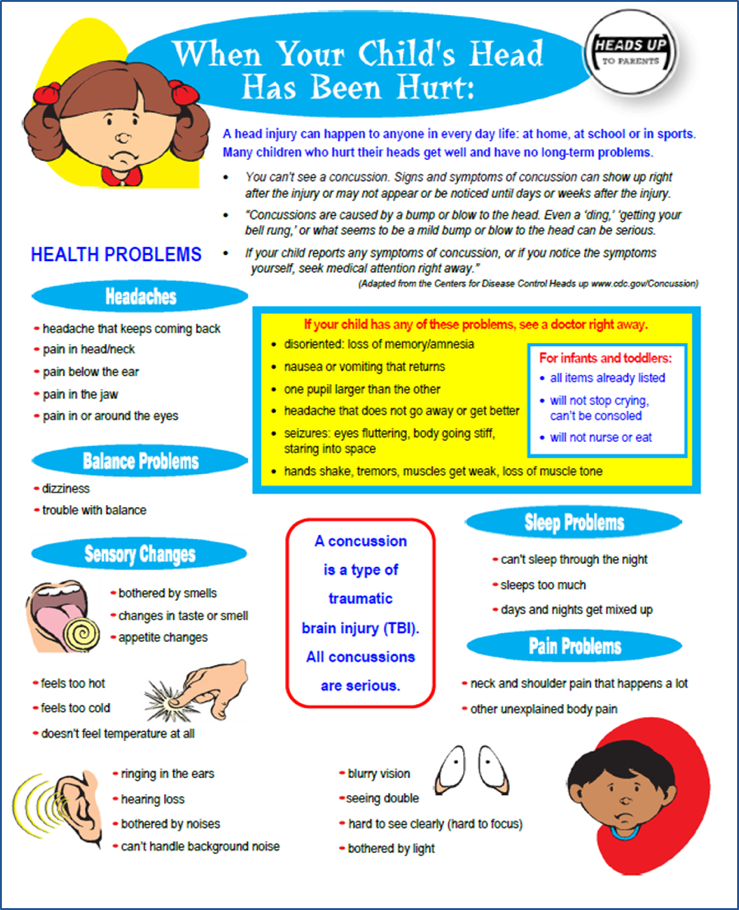 When Your Child's Head
Has Been Hurt:
HEADS UP
TO PARENTS
A head injury can happen to anyone in every day life: at home, at school or in sports.
Many children who hurt their heads get well and have no long-term problems.
• You can't see a concussion. Signs and symptoms of concussion can show up right
after the injury or may not appear or be noticed until days or weeks after the injury.
• "Concussions are caused by a bump or blow to the head. Even a 'ding,' 'getting your
bell rung,' or what seems to be a mild bump or blow to the head can be serious.
• If your child reports any symptoms of concussion, or if you notice the symptoms
yourself, seek medical attention right away."
(Adapted from the Centers for Disease Control Heads up www.cdc.gov/Concussion)
HEALTH PROBLEMS
Headaches
headache that keeps coming back
pain in head/neck
pain below the ear
pain in the jaw
pain in or around the eyes
If your child has any of these problems, see a doctor right away.
• disoriented: loss of memory/amnesia
• nausea or vomiting that returns
• one pupil larger than the other
• headache that does not go away or get better
• seizures: eyes fluttering, body going stiff,
staring into space
• hands shake, tremors, muscles get weak, loss of muscle tone
For infants and toddlers:
• all items already listed
• will not stop crying,
can't be consoled
• will not nurse or eat
Balance Problems
dizziness
trouble with balance
Sensory Changes
bothered by smells
changes in taste or smell
appetite changes
feels too hot
feels too cold
doesn't feel temperature at all
ringing in the ears
hearing loss
bothered by noises
can't handle background noise
A concussion
is a type of
traumatic
brain injury (TBI).
All concussions
are serious.
blurry vision
seeing double
hard to see clearly (hard to focus)
bothered by light
Sleep Problems
can't sleep through the night
sleeps too much
days and nights get mixed up
Pain Problems
neck and shoulder pain that happens a lot
other unexplained body pain